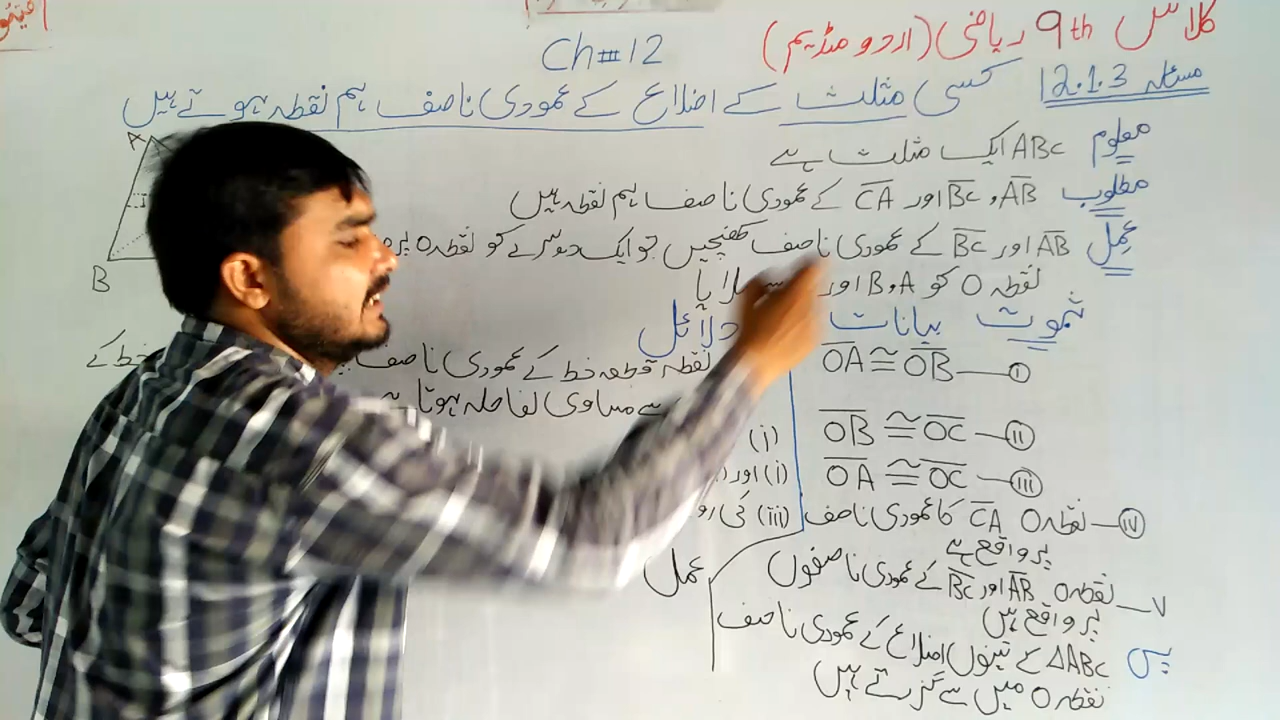 کلاس 9th ریاضی (اردو میڈیم)
Ch # 12
مسئلہ 12.1.3 کسی مثلث کے اضلاع کے عمودی ناصف ہم نقطہ ہوتے ہیں
معلوم ABC ایک مثلث ہے
مطلوب AB، BC اور CA کے عمودی ناصف ہم نقطہ ہیں
عمل AB اور BC کے عمودی ناصف کھینچیں جو ایک دوسرے کو نقطہ O پر
نقطہ O کو A، B اور ملایا
ثبوت بیانات دلائل
OA ≅ OB — (i)
نقطہ قطعہ خط کے عمودی ناصف خط کے
سے مساوی الفاصلہ ہوتا ہے
OB ≅ OC — (ii)
(i)
OA ≅ OC — (iii)
(i) اور
(iv) — نقطہ O CA کا عمودی ناصف
پر واقع ہے
(iii) کی رو
v — نقطہ O AB اور BC کے عمودی ناصفوں
پر واقع ہیں
عمل
پس ΔABC کے تینوں اضلاع کے عمودی ناصف
نقطہ O میں سے گزرتے ہیں
A
B